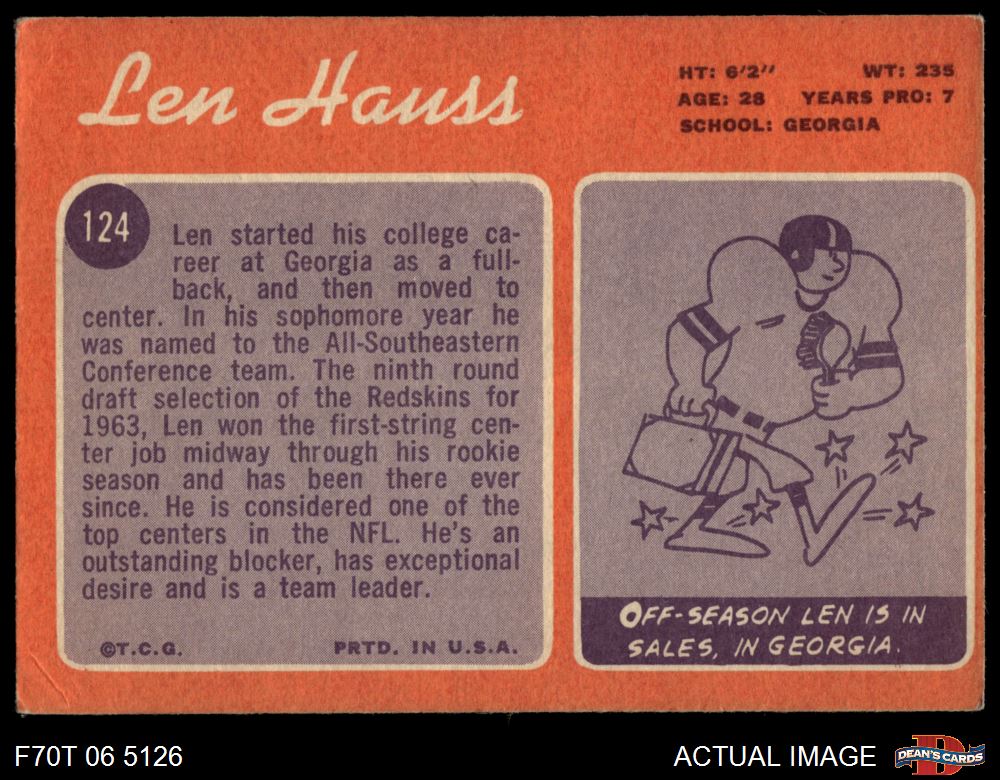 Len Hauss
HT: 6'2" WT: 235
AGE: 28 YEARS PRO: 7
SCHOOL: GEORGIA
124
Len started his college ca-
reer at Georgia as a full-
back, and then moved to
center. In his sophomore year he
was named to the All-Southeastern
Conference team. The ninth round
draft selection of the Redskins for
1963, Len won the first-string cen-
ter job midway through his rookie
season and has been there ever
since. He is considered one of the
top centers in the NFL. He's an
outstanding blocker, has exceptional
desire and is a team leader.
©T.C.G. PRTD. IN U.S.A.
OFF-SEASON LEN IS IN
SALES, IN GEORGIA.
F70T 06 5126
ACTUAL IMAGE
D
DEAN'S CARDS